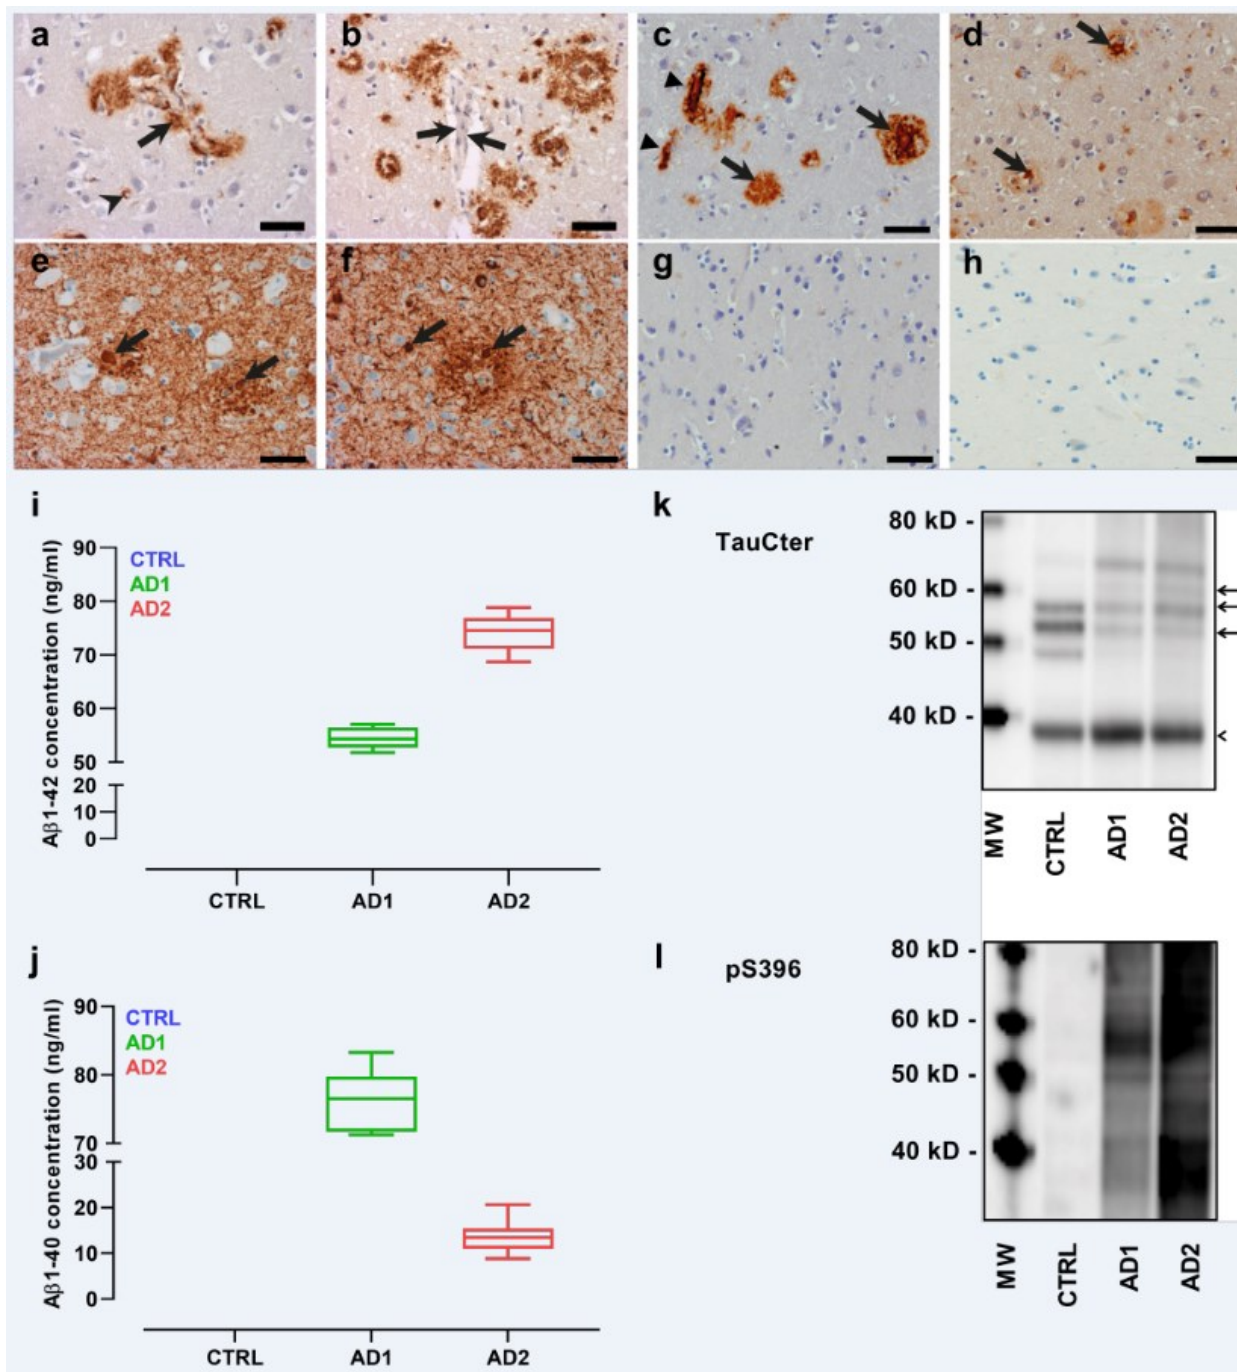 a
b
c
d
e
f
g
h
i
Aβ1-42 concentration (ng/ml)
90
80
70
60
50
20
10
0
CTRL
AD1
AD2
CTRL
AD1
AD2
j
Aβ1-40 concentration (ng/ml)
90
80
70
30
20
10
0
CTRL
AD1
AD2
CTRL
AD1
AD2
k
TauCter
80 kD -
60 kD -
50 kD -
40 kD -
MW
CTRL
AD1
AD2
l
pS396
80 kD -
60 kD -
50 kD -
40 kD -
MW
CTRL
AD1
AD2